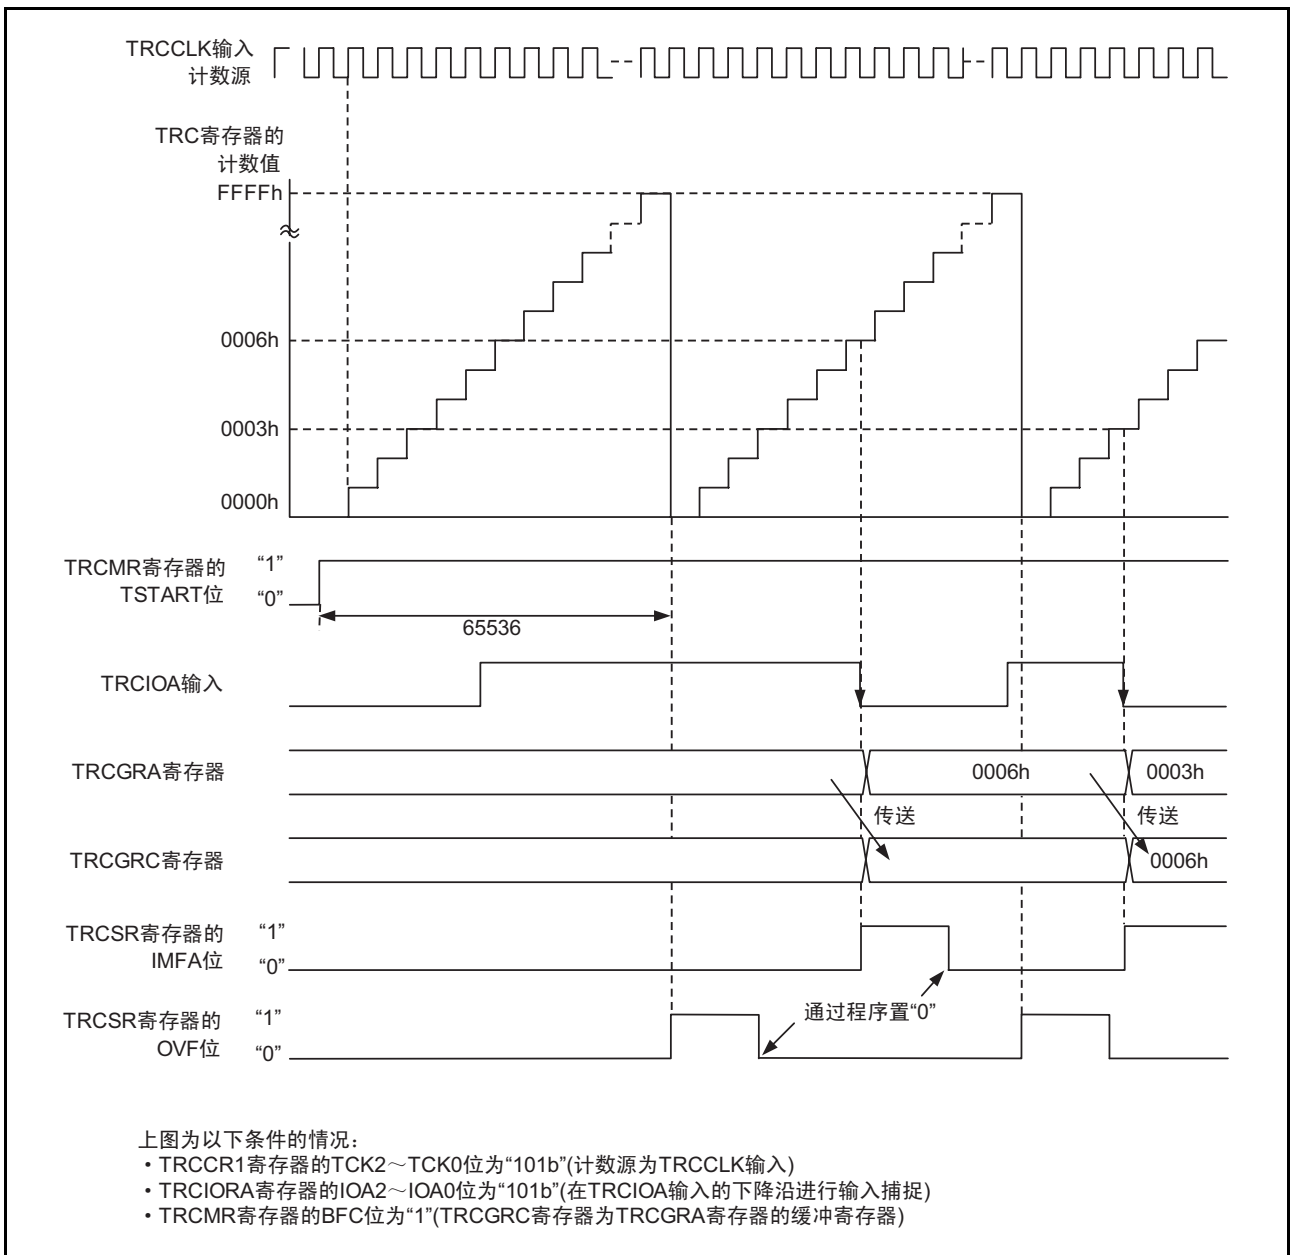 TRCCLK输入
计数源
TRC寄存器的
计数值
FFFFh
0006h
0003h
0000h
TRCMR寄存器的
TSTART位
“1”
“0”
65536
TRCIOA输入
TRCGRA寄存器
0006h
0003h
传送
传送
TRCGRC寄存器
0006h
TRCSR寄存器的
IMFA位
“1”
“0”
通过程序置“0”
TRCSR寄存器的
OVF位
“1”
“0”
上图为以下条件的情况：
・TRCCR1寄存器的TCK2～TCK0位为“101b”(计数源为TRCCLK输入)
・TRCIORA寄存器的IOA2～IOA0位为“101b”(在TRCIOA输入的下降沿进行输入捕捉)
・TRCMR寄存器的BFC位为“1”(TRCGRC寄存器为TRCGRA寄存器的缓冲寄存器)